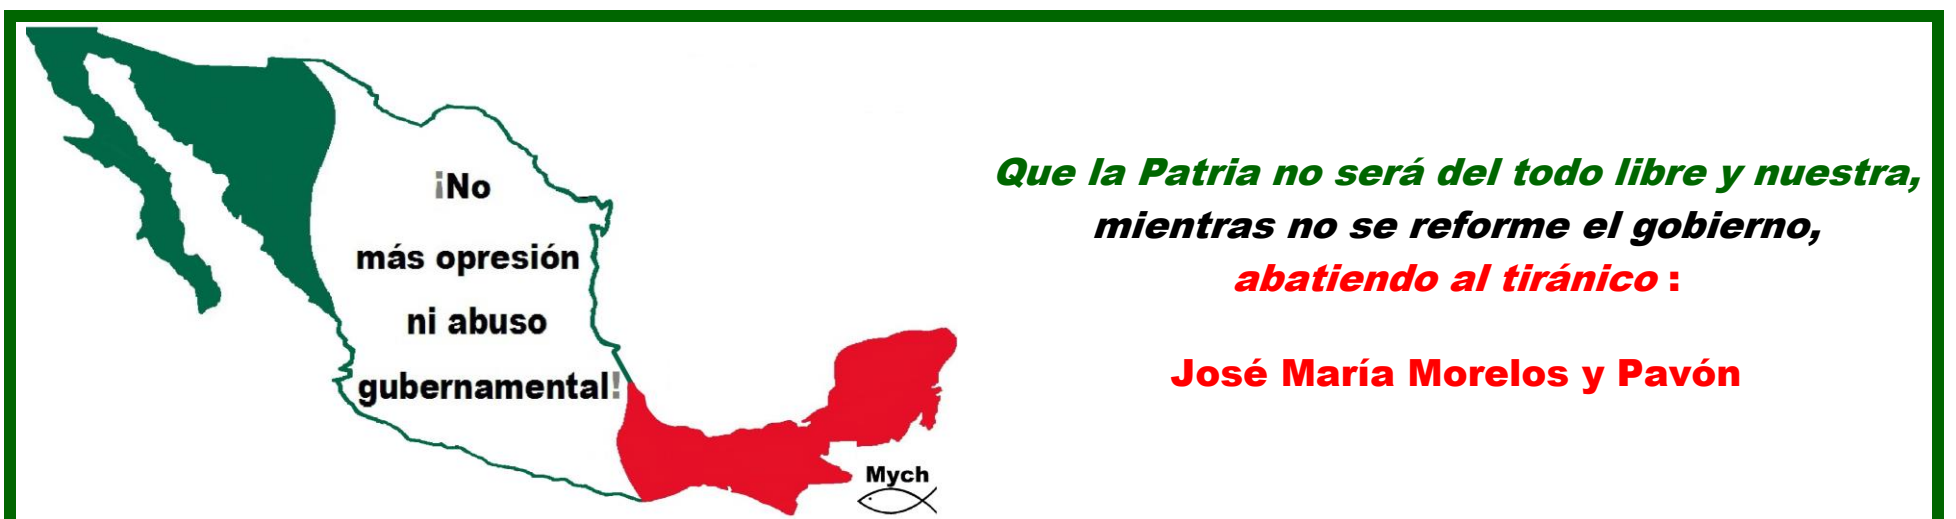 ¡No
más opresión
ni abuso
gubernamental!
Mych
Que la Patria no será del todo libre y nuestra,
mientras no se reforme el gobierno,
abatiendo al tiránico :
José María Morelos y Pavón